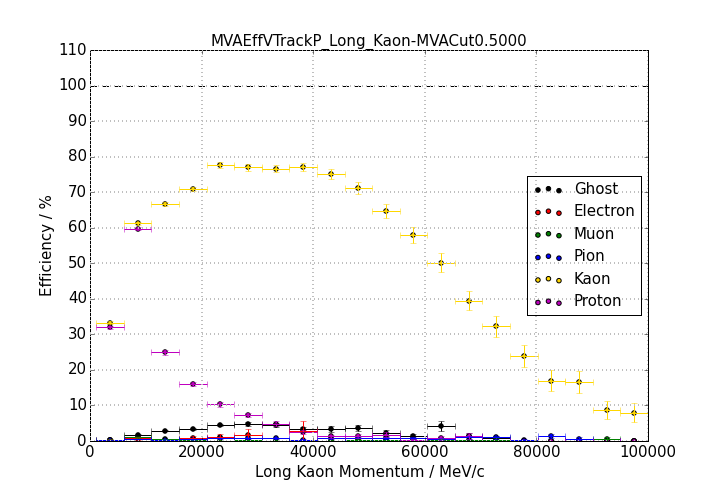 MVAEffVTrackP_Long_Kaon-MVACut0.5000
110
100
90
80
70
60
50
40
30
20
10
0
Efficiency / %
Ghost
Electron
Muon
Pion
Kaon
Proton
0 20000 40000 60000 80000 100000
Long Kaon Momentum / MeV/c